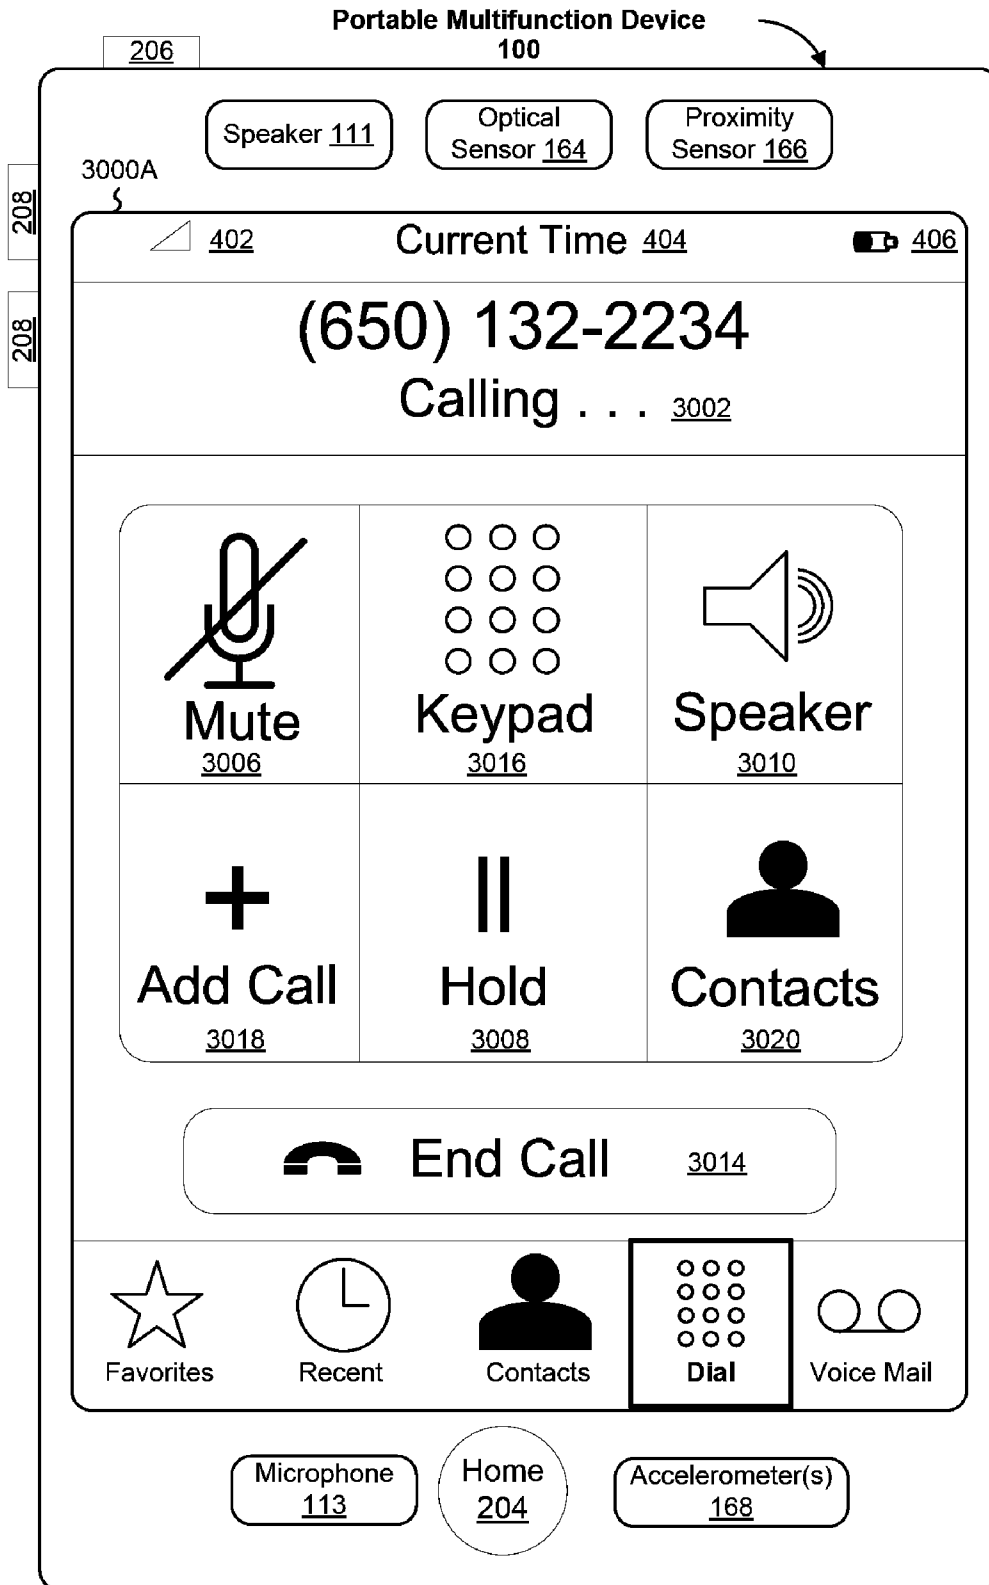 Portable Multifunction Device
100
206
Speaker 111
Optical
Sensor 164
Proximity
Sensor 166
3000A
208
208
402
Current Time 404
406
(650) 132-2234
Calling . . . 3002
Mute
3006
Keypad
3016
Speaker
3010
Add Call
3018
Hold
3008
Contacts
3020
End Call 3014
Favorites
Recent
Contacts
Dial
Voice Mail
Microphone
113
Home
204
Accelerometer(s)
168